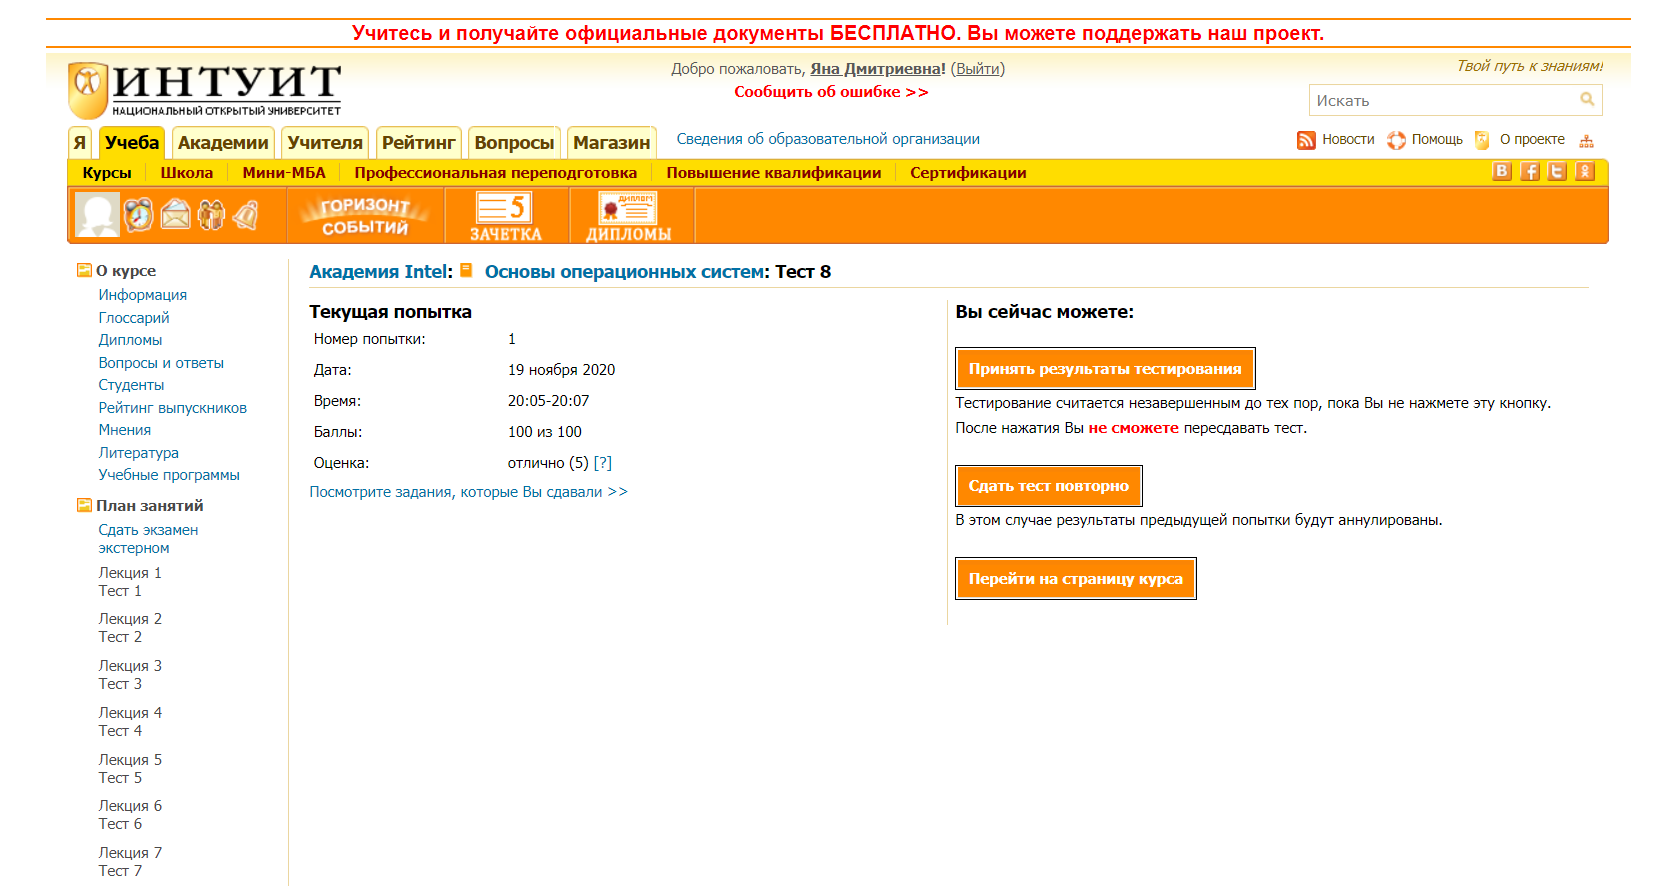 Учитесь и получайте официальные документы БЕСПЛАТНО. Вы можете поддержать наш проект.
ИНТУИТ
НАЦИОНАЛЬНЫЙ ОТКРЫТЫЙ УНИВЕРСИТЕТ
Добро пожаловать, Яна Дмитриевна! (Выйти)
Сообщить об ошибке >>
Твой путь к знаниям!
Искать
Я Учеба Академии Учителя Рейтинг Вопросы Магазин Сведения об образовательной организации
Новости Помощь О проекте
Курсы Школа Мини-МБА Профессиональная переподготовка Повышение квалификации Сертификации
ГОРИЗОНТ
СОБЫТИЙ
5
ЗАЧЕТКА
ДИПЛОМ
ДИПЛОМЫ
О курсе
Информация
Глоссарий
Дипломы
Вопросы и ответы
Студенты
Рейтинг выпускников
Мнения
Литература
Учебные программы
План занятий
Сдать экзамен
экстерном
Лекция 1
Тест 1
Лекция 2
Тест 2
Лекция 3
Тест 3
Лекция 4
Тест 4
Лекция 5
Тест 5
Лекция 6
Тест 6
Лекция 7
Тест 7
Академия Intel: Основы операционных систем: Тест 8
Текущая попытка
Номер попытки: 1
Дата: 19 ноября 2020
Время: 20:05-20:07
Баллы: 100 из 100
Оценка: отлично (5) [?]
Посмотрите задания, которые Вы сдавали >>
Вы сейчас можете:
Принять результаты тестирования
Тестирование считается незавершенным до тех пор, пока Вы не нажмете эту кнопку.
После нажатия Вы не сможете пересдавать тест.
Сдать тест повторно
В этом случае результаты предыдущей попытки будут аннулированы.
Перейти на страницу курса